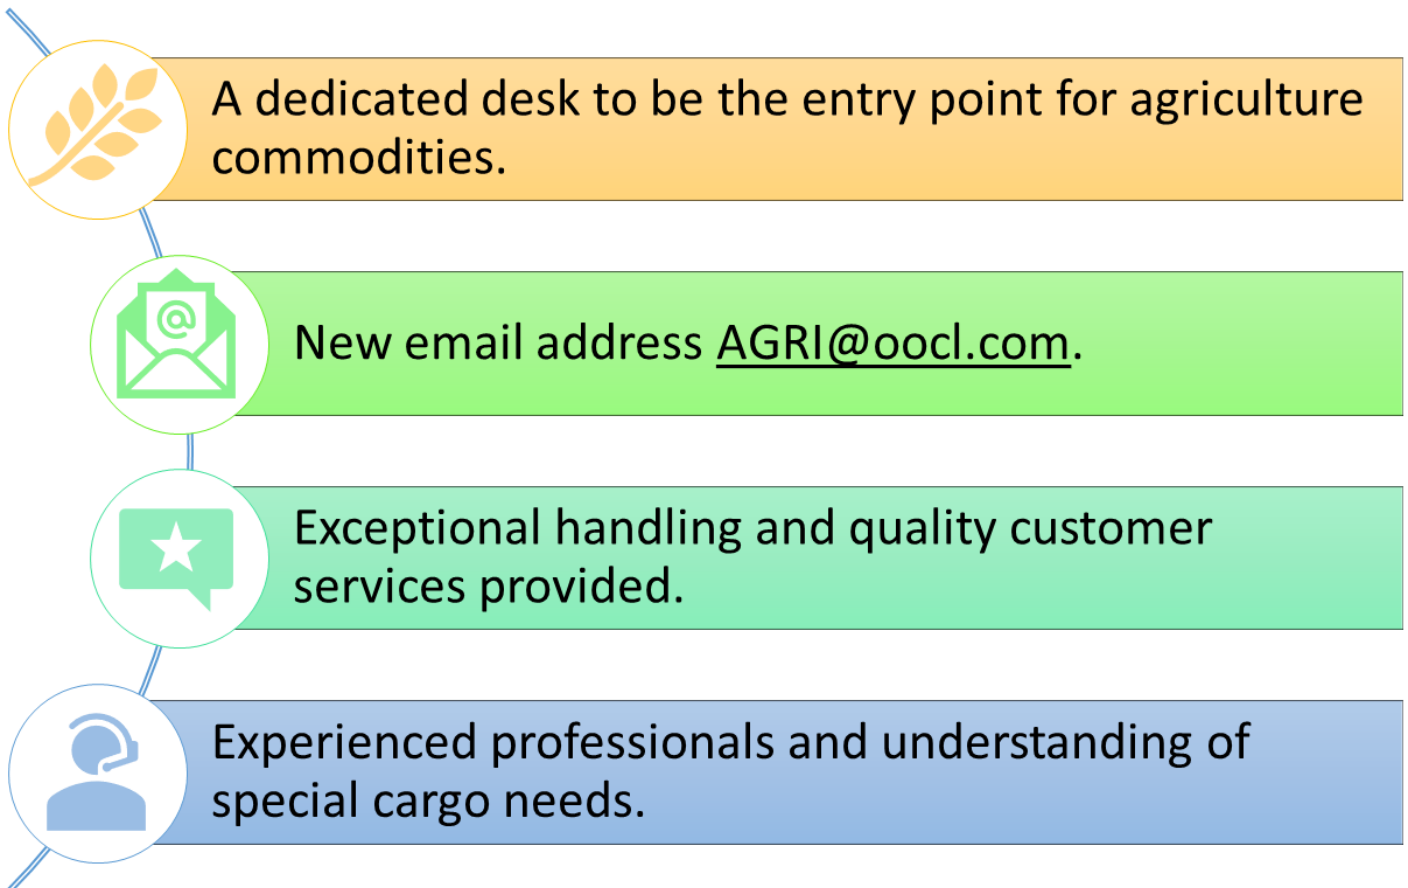 A dedicated desk to be the entry point for agriculture
commodities.
New email address AGRI@oocl.com.
Exceptional handling and quality customer
services provided.
Experienced professionals and understanding of
special cargo needs.